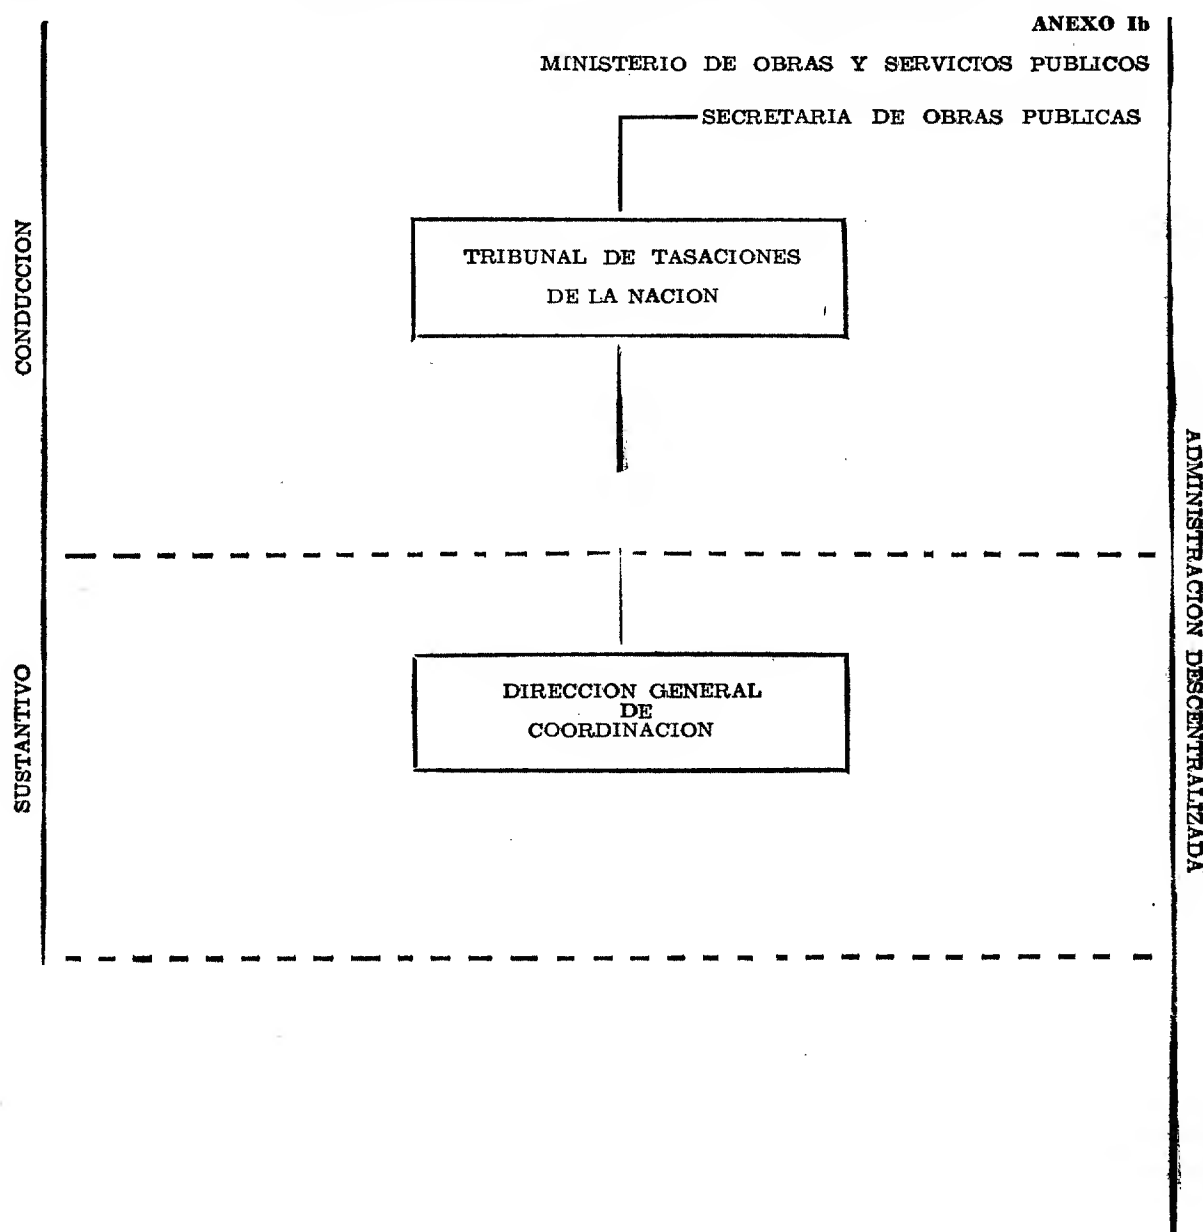 ANEXO Ib
MINISTERIO DE OBRAS Y SERVICIOS PUBLICOS
SECRETARIA DE OBRAS PUBLICAS
CONDUCCION
TRIBUNAL DE TASACIONES
DE LA NACION
ADMINISTRACION DESCENTRALIZADA
SUSTANTIVO
DIRECCION GENERAL
DE
COORDINACION